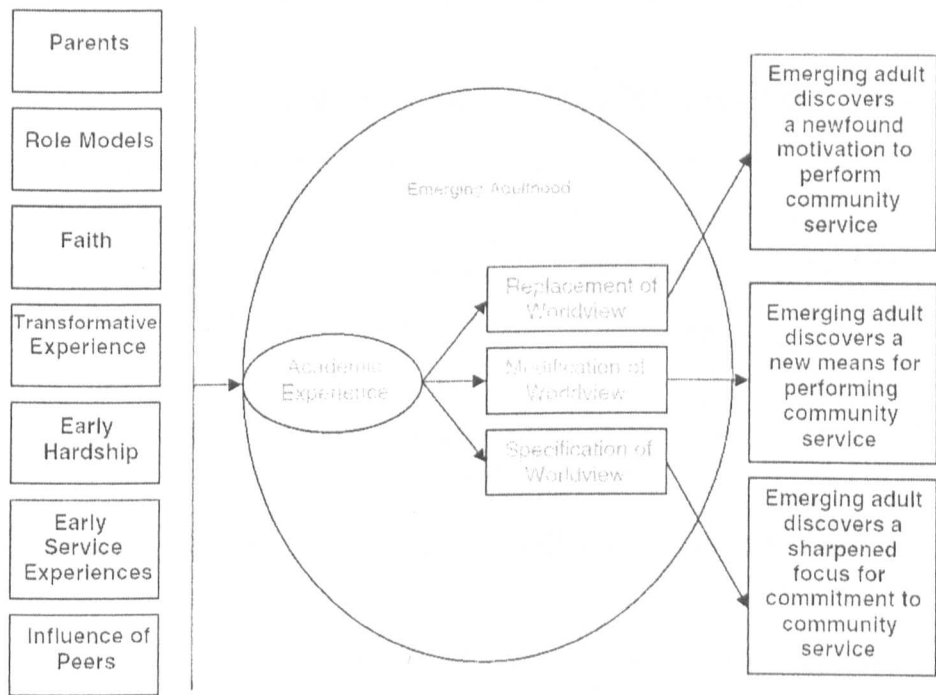 Parents
Role Models
Faith
Transformative
Experience
Early
Hardship
Early
Service
Experiences
Influence of
Peers
Emerging Adulthood
Academic
Experience
Replacement of
Worldview
Modification of
Worldview
Specification of
Worldview
Emerging adult
discovers
a newfound
motivation to
perform
community
service
Emerging adult
discovers a
new means for
performing
community
service
Emerging adult
discovers a
sharpened
focus for
commitment to
community
service